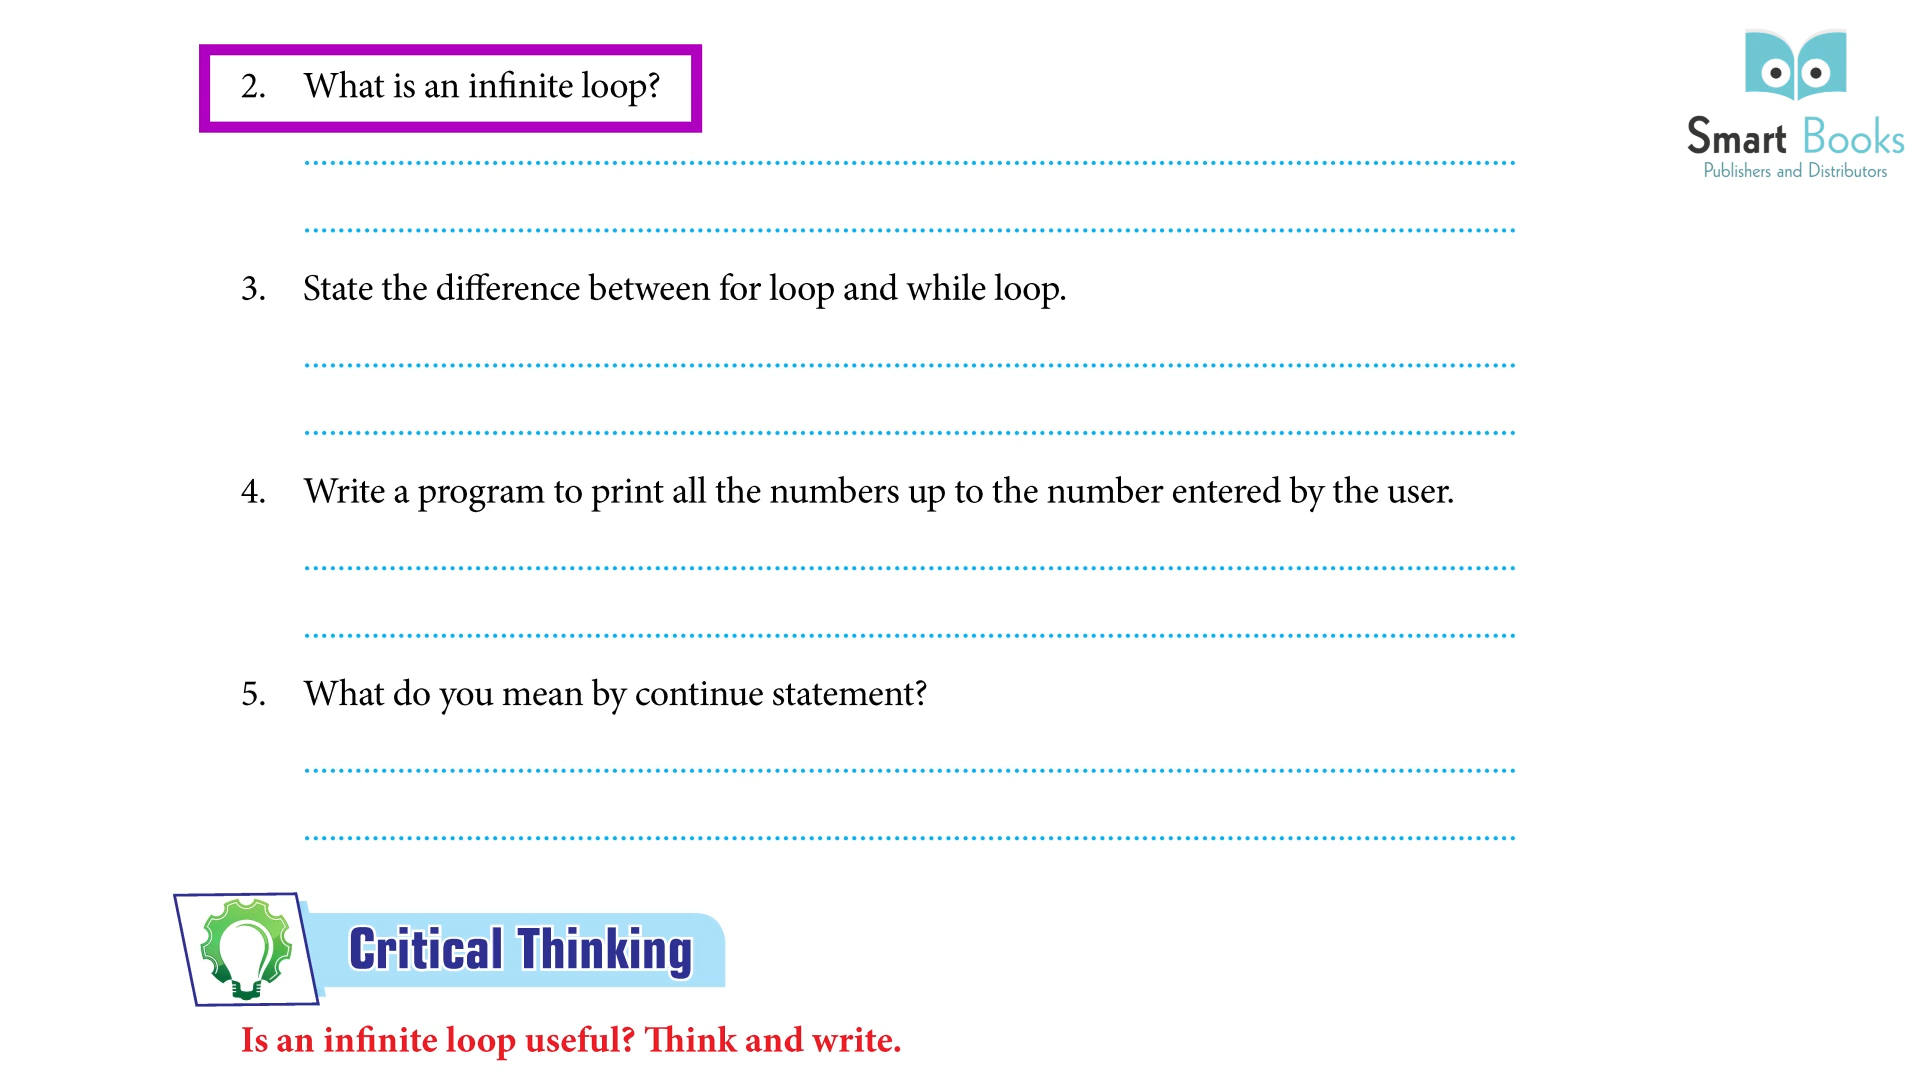 2. What is an infinite loop?
Smart Books
Publishers and Distributors
3. State the difference between for loop and while loop.
4. Write a program to print all the numbers up to the number entered by the user.
5. What do you mean by continue statement?
Critical Thinking
Is an infinite loop useful? Think and write.